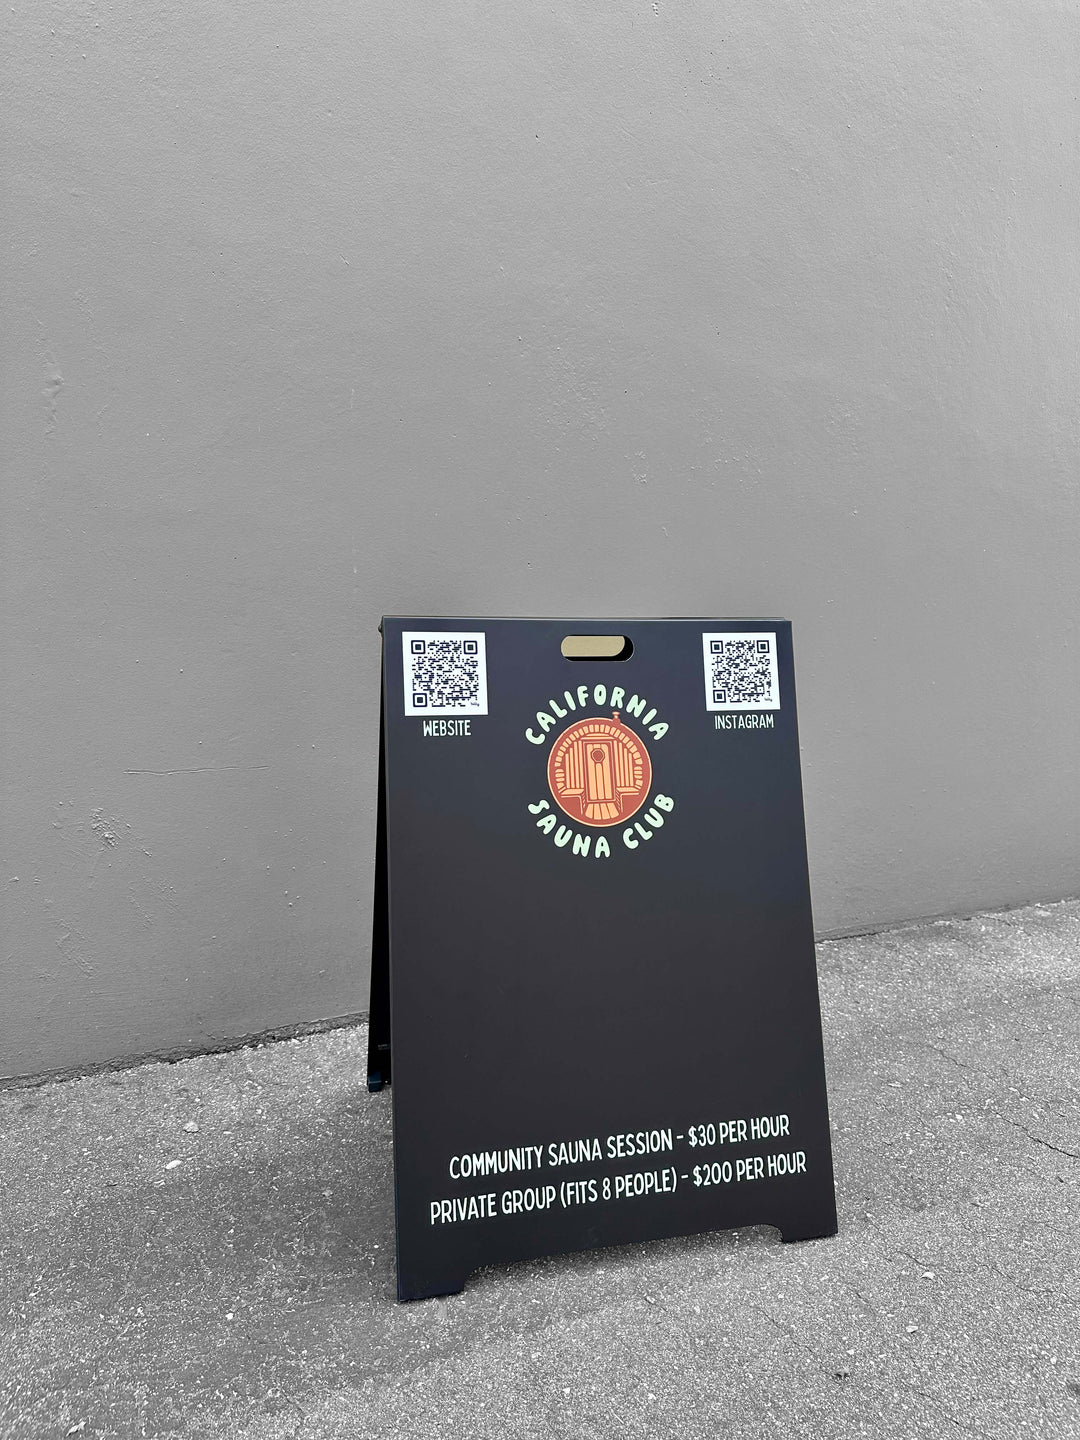 WEBSITE
INSTAGRAM
CALIFORNIA
SAUNA CLUB
COMMUNITY SAUNA SESSION - $30 PER HOUR
PRIVATE GROUP (FITS 8 PEOPLE) - $200 PER HOUR